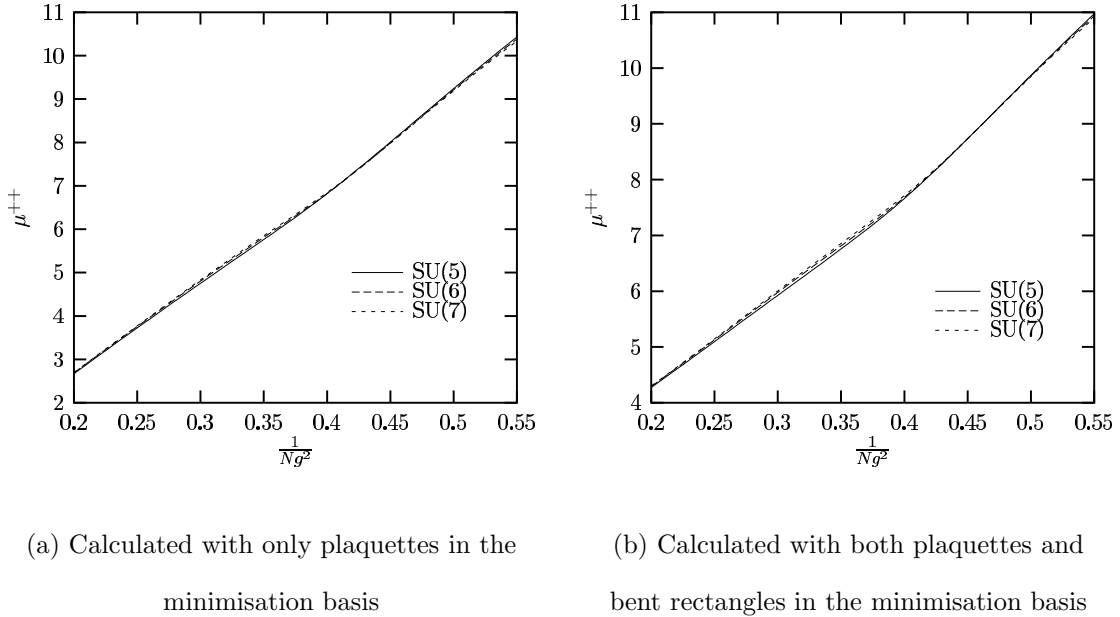 11
10
9
8
7
6
5
4
3
2
μ++
0.2 0.25 0.3 0.35 0.4 0.45 0.5 0.55
1/Ng²
SU(5)
SU(6)
SU(7)
(a) Calculated with only plaquettes in the
minimisation basis
11
10
9
8
7
6
5
4
μ++
0.2 0.25 0.3 0.35 0.4 0.45 0.5 0.55
1/Ng²
SU(5)
SU(6)
SU(7)
(b) Calculated with both plaquettes and
bent rectangles in the minimisation basis